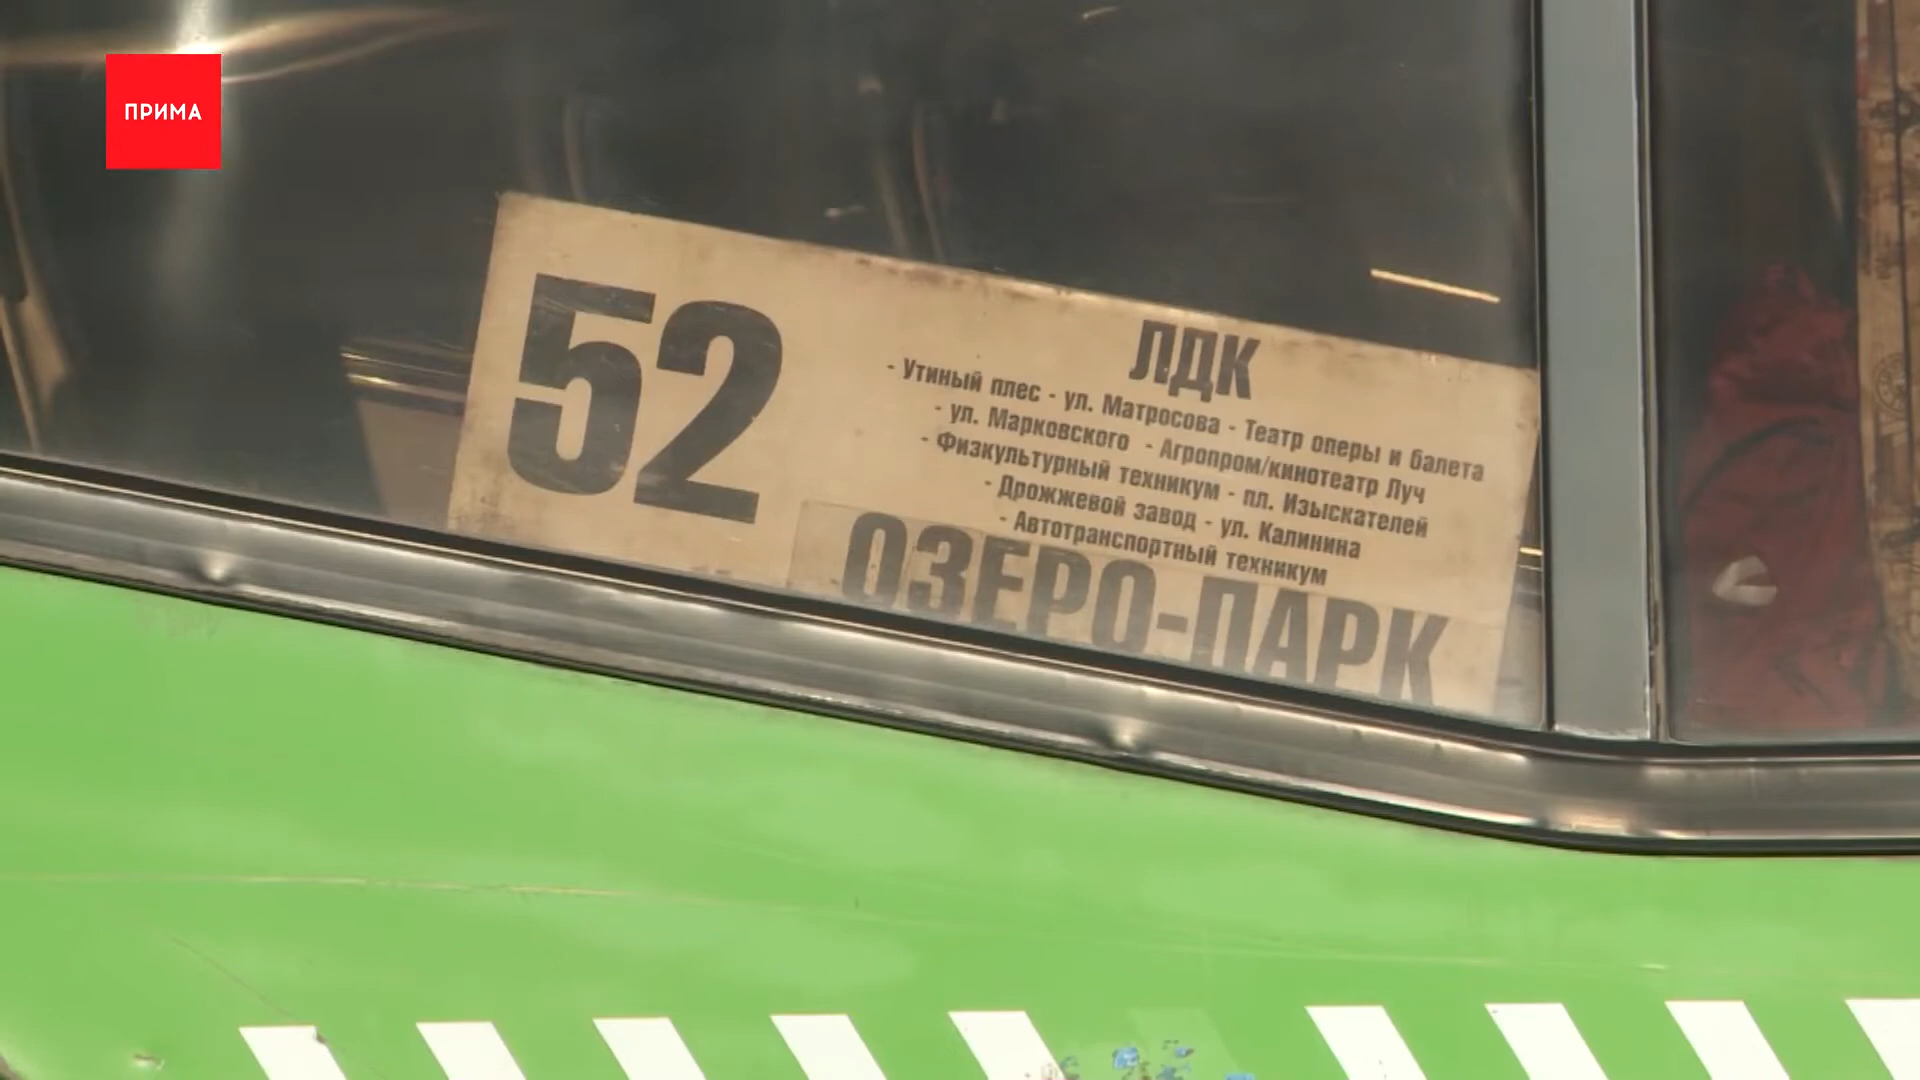 ПРИМА
52
ЛДК
- Утиный плес - ул. Матросова - Театр оперы и балета
- ул. Марковского - Агропром/кинотеатр Луч
- Физкультурный техникум - пл. Изыскателей
- Дрожжевой завод - ул. Калинина
- Автотранспортный техникум
ОЗЕРО-ПАРК